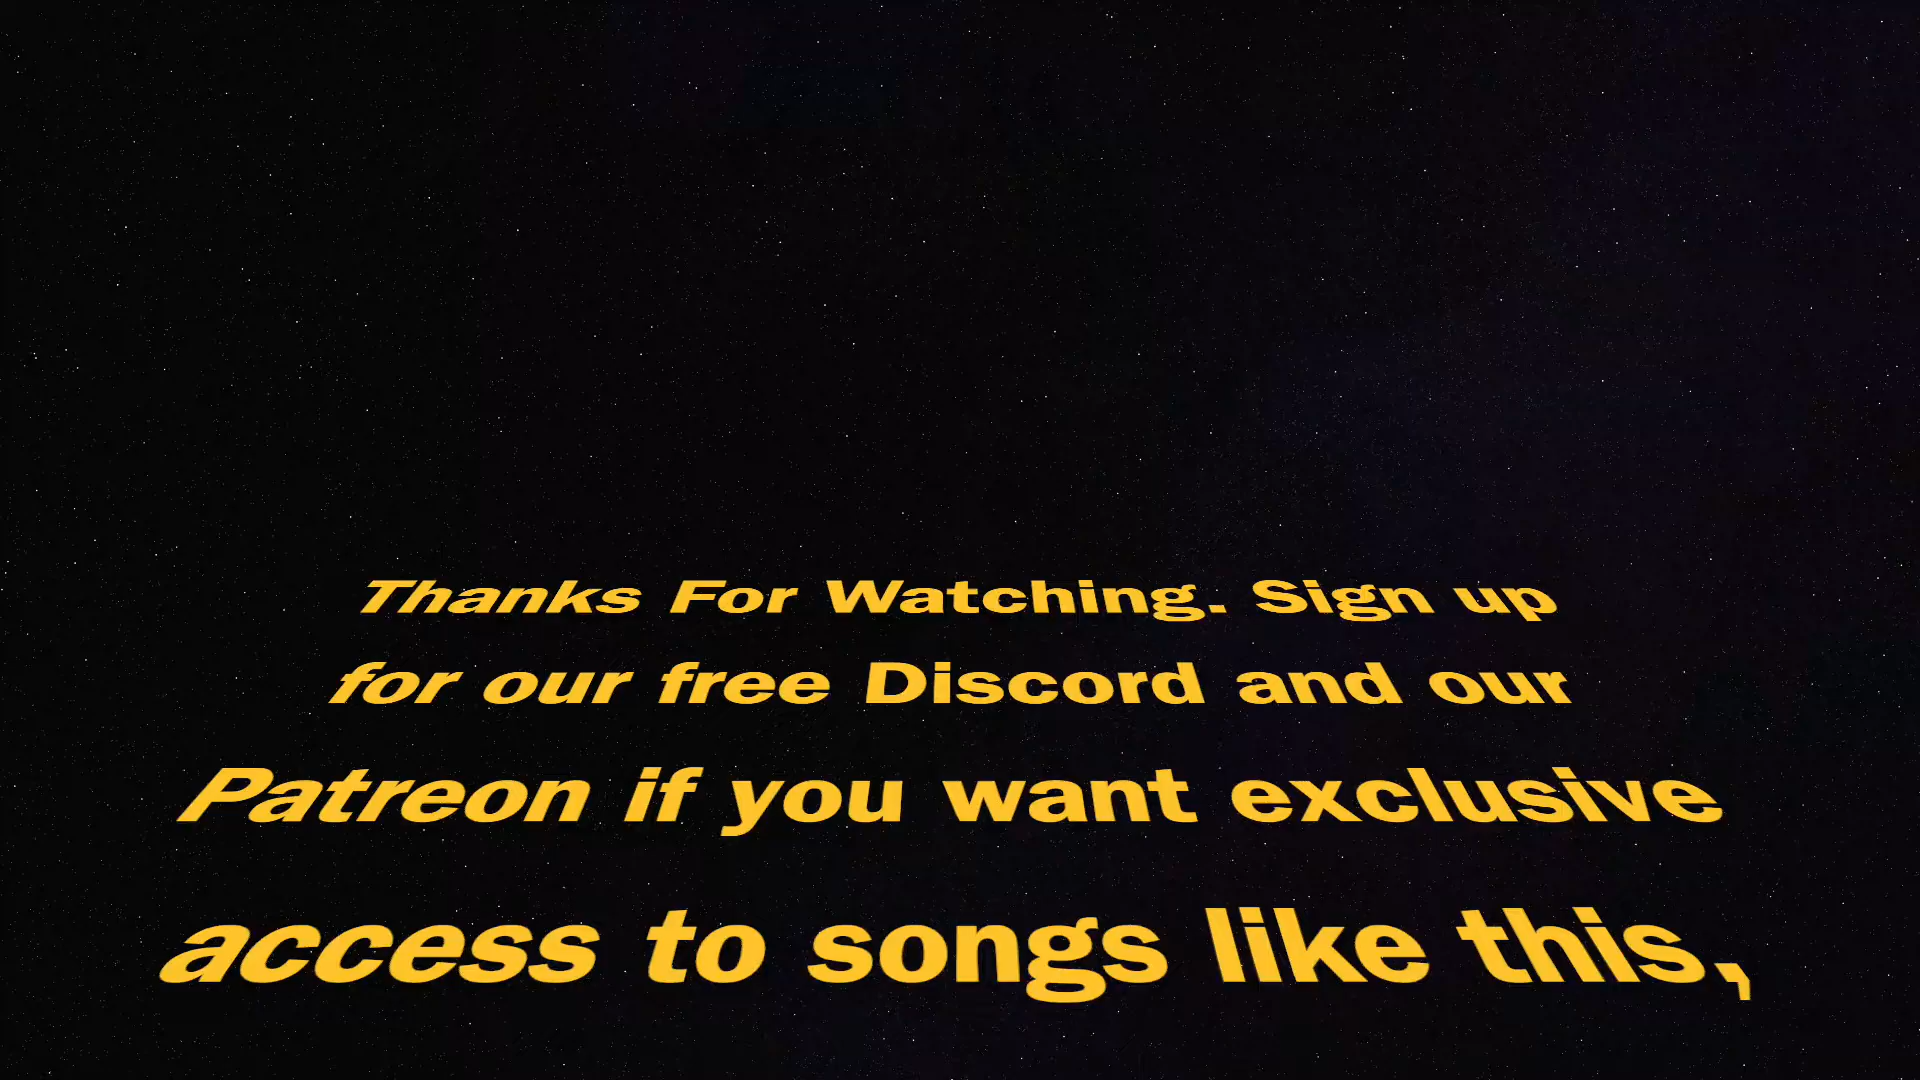 Thanks For Watching. Sign up
for our free Discord and our
Patreon if you want exclusive
access to songs like this,